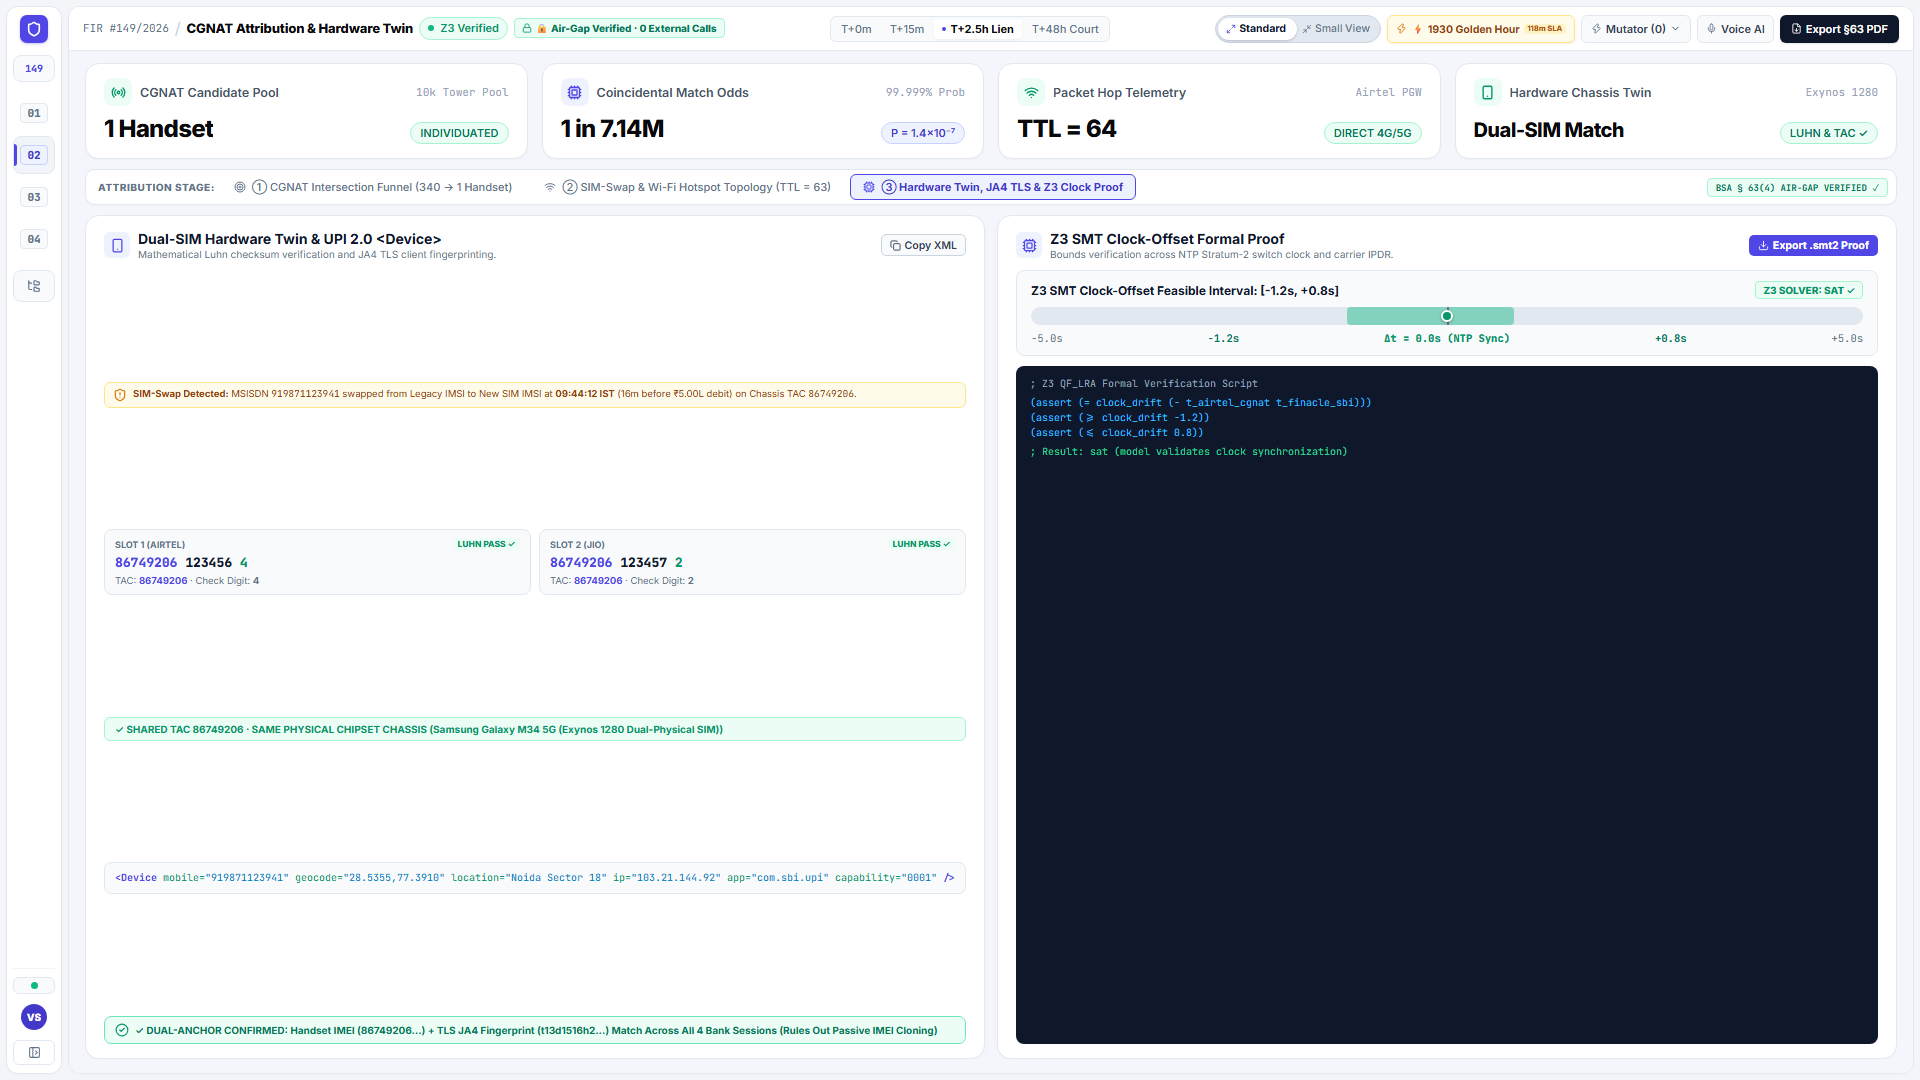 FIR #149/2026 / CGNAT Attribution & Hardware Twin
Z3 Verified
Air-Gap Verified · 0 External Calls
T+0m T+15m T+2.5h Lien T+48h Court
Standard Small View
1930 Golden Hour 118m SLA
Mutator (0)
Voice AI
Export §63 PDF
149
01
02
03
04
VS
CGNAT Candidate Pool 10k Tower Pool
1 Handset INDIVIDUATED
Coincidental Match Odds 99.999% Prob
1 in 7.14M P = 1.4×10⁻⁷
Packet Hop Telemetry Airtel PGW
TTL = 64 DIRECT 4G/5G
Hardware Chassis Twin Exynos 1280
Dual-SIM Match LUHN & TAC ✓
ATTRIBUTION STAGE: ① CGNAT Intersection Funnel (340 → 1 Handset) ② SIM-Swap & Wi-Fi Hotspot Topology (TTL = 63) ③ Hardware Twin, JA4 TLS & Z3 Clock Proof BSA § 63(4) AIR-GAP VERIFIED ✓
Dual-SIM Hardware Twin & UPI 2.0 <Device>
Mathematical Luhn checksum verification and JA4 TLS client fingerprinting.
Copy XML
SIM-Swap Detected: MSISDN 919871123941 swapped from Legacy IMSI to New SIM IMSI at 09:44:12 IST (16m before ₹5.00L debit) on Chassis TAC 86749206.
SLOT 1 (AIRTEL) LUHN PASS ✓
86749206 123456 4
TAC: 86749206 · Check Digit: 4
SLOT 2 (JIO) LUHN PASS ✓
86749206 123457 2
TAC: 86749206 · Check Digit: 2
✓ SHARED TAC 86749206 · SAME PHYSICAL CHIPSET CHASSIS (Samsung Galaxy M34 5G (Exynos 1280 Dual-Physical SIM))
<Device mobile="919871123941" geocode="28.5355,77.3910" location="Noida Sector 18" ip="103.21.144.92" app="com.sbi.upi" capability="0001" />
✓ DUAL-ANCHOR CONFIRMED: Handset IMEI (86749206...) + TLS JA4 Fingerprint (t13d1516h2...) Match Across All 4 Bank Sessions (Rules Out Passive IMEI Cloning)
Z3 SMT Clock-Offset Formal Proof
Bounds verification across NTP Stratum-2 switch clock and carrier IPDR.
Export .smt2 Proof
Z3 SMT Clock-Offset Feasible Interval: [-1.2s, +0.8s] Z3 SOLVER: SAT ✓
-5.0s -1.2s Δt = 0.0s (NTP Sync) +0.8s +5.0s
; Z3 QF_LRA Formal Verification Script
(assert (= clock_drift (- t_airtel_cgnat t_finacle_sbi)))
(assert (≥ clock_drift -1.2))
(assert (≤ clock_drift 0.8))
; Result: sat (model validates clock synchronization)